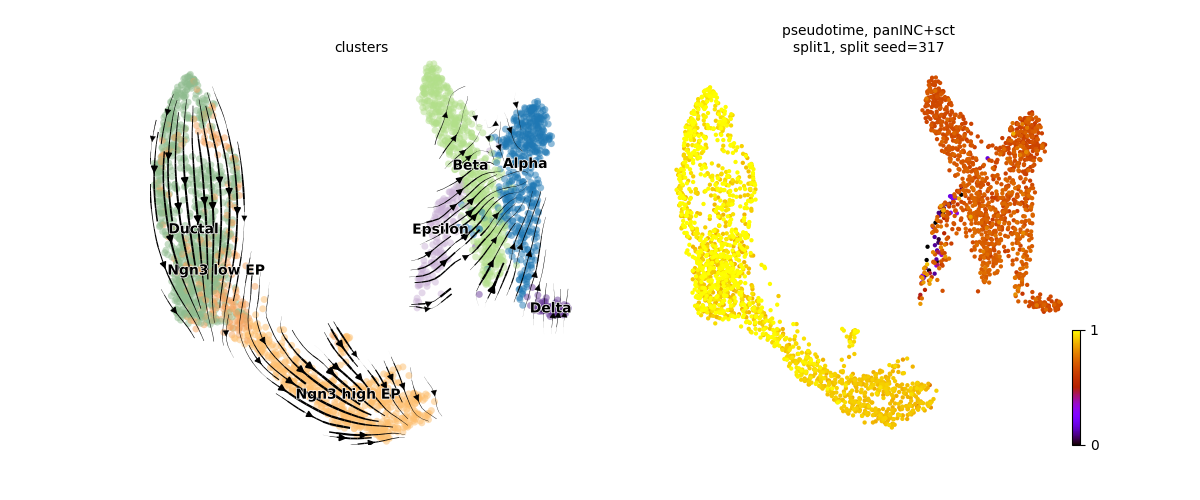 clusters
Ductal
Ngn3 low EP
Ngn3 high EP
Beta
Alpha
Epsilon
Delta
pseudotime, panINC+sct
split1, split seed=317
1
0